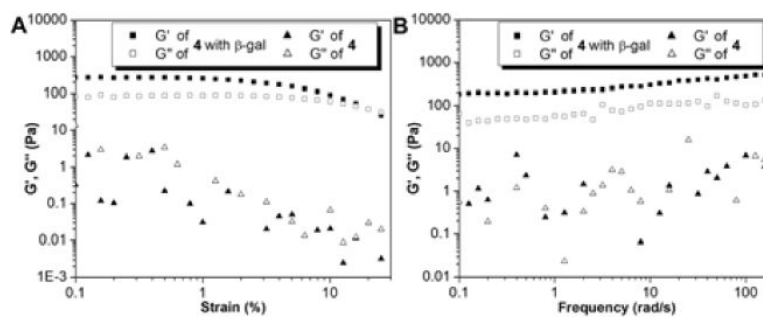 A
■ G' of
□ G" of
4 with β-gal
▲ G' of
△ G" of
4
10000
1000
100
10
1
0.1
0.01
1E-3
G', G" (Pa)
0.1
1
10
Strain (%)
B
■ G' of
□ G" of
4 with β-gal
▲ G' of
△ G" of
4
10000
1000
100
10
1
0.1
0.01
G', G" (Pa)
0.1
1
10
100
Frequency (rad/s)